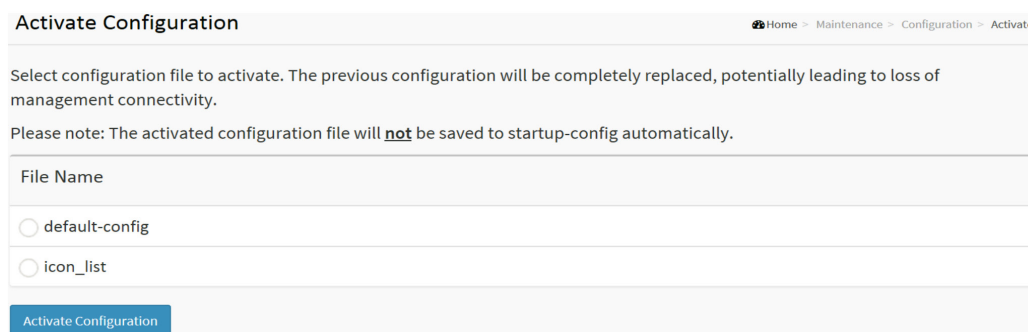 Activate Configuration
Home > Maintenance > Configuration > Activate
Select configuration file to activate. The previous configuration will be completely replaced, potentially leading to loss of
management connectivity.
Please note: The activated configuration file will not be saved to startup-config automatically.
File Name
default-config
icon_list
Activate Configuration